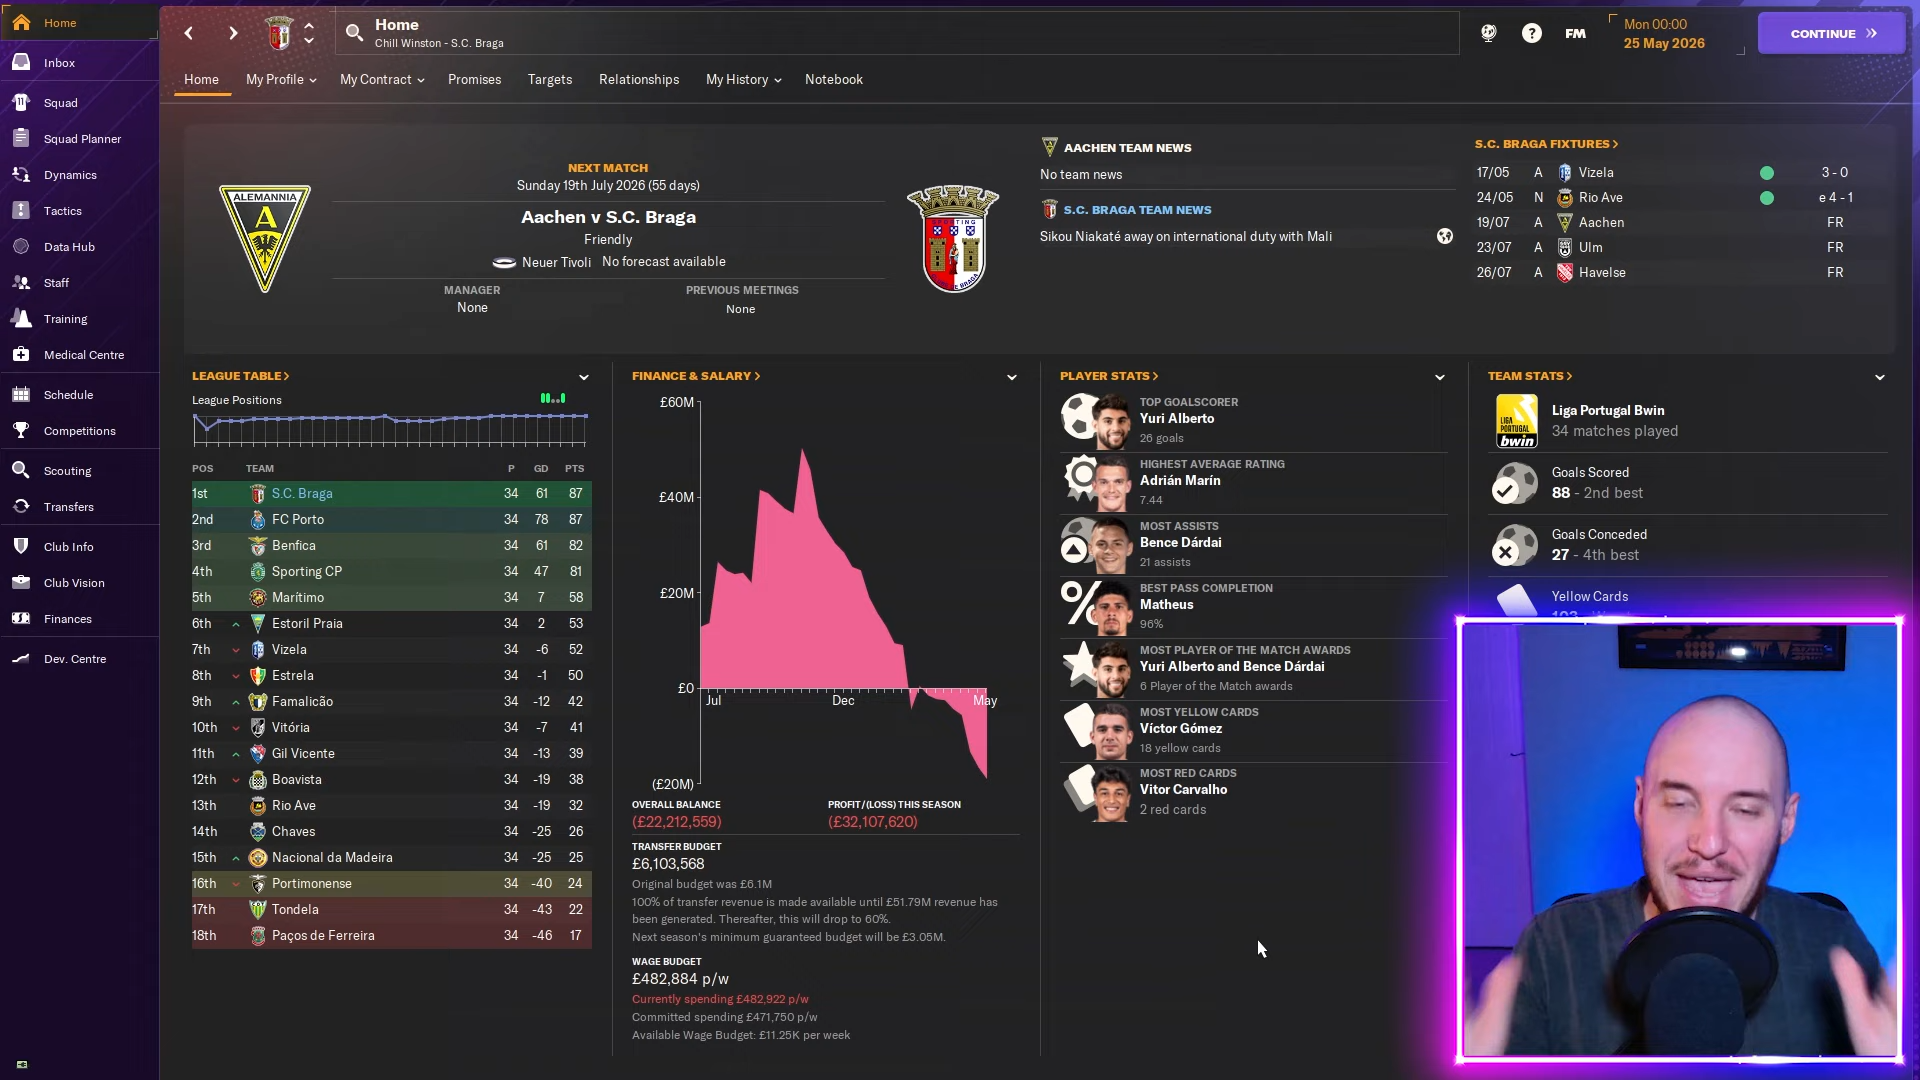 Home
Inbox
Squad
Squad Planner
Dynamics
Tactics
Data Hub
Staff
Training
Medical Centre
Schedule
Competitions
Scouting
Transfers
Club Info
Club Vision
Finances
Dev. Centre
Home
Chill Winston - S.C. Braga
?
FM
Mon 00:00
25 May 2026
CONTINUE
Home My Profile My Contract Promises Targets Relationships My History Notebook
ALEMANNIA
A
NEXT MATCH
Sunday 19th July 2026 (55 days)
Aachen v S.C. Braga
Friendly
Neuer Tivoli No forecast available
MANAGER PREVIOUS MEETINGS
None None
AACHEN TEAM NEWS
No team news
S.C. BRAGA TEAM NEWS
Sikou Niakaté away on international duty with Mali
S.C. BRAGA FIXTURES
17/05 A Vizela 3 - 0
24/05 N Rio Ave e 4 - 1
19/07 A Aachen FR
23/07 A Ulm FR
26/07 A Havelse FR
LEAGUE TABLE
League Positions
POS TEAM P GD PTS
1st S.C. Braga 34 61 87
2nd FC Porto 34 78 87
3rd Benfica 34 61 82
4th Sporting CP 34 47 81
5th Marítimo 34 7 58
6th Estoril Praia 34 2 53
7th Vizela 34 -6 52
8th Estrela 34 -1 50
9th Famalicão 34 -12 42
10th Vitória 34 -7 41
11th Gil Vicente 34 -13 39
12th Boavista 34 -19 38
13th Rio Ave 34 -19 32
14th Chaves 34 -25 26
15th Nacional da Madeira 34 -25 25
16th Portimonense 34 -40 24
17th Tondela 34 -43 22
18th Paços de Ferreira 34 -46 17
FINANCE & SALARY
£60M
£40M
£20M
£0
Jul Dec May
(£20M)
OVERALL BALANCE PROFIT/(LOSS) THIS SEASON
(£22,212,559) (£32,107,620)
TRANSFER BUDGET
£6,103,568
Original budget was £6.1M
100% of transfer revenue is made available until £51.79M revenue has
been generated. Thereafter, this will drop to 60%.
Next season's minimum guaranteed budget will be £3.05M.
WAGE BUDGET
£482,884 p/w
Currently spending £482,922 p/w
Committed spending £471,750 p/w
Available Wage Budget: £11.25K per week
PLAYER STATS
TOP GOALSCORER
Yuri Alberto
26 goals
HIGHEST AVERAGE RATING
Adrián Marín
7.44
MOST ASSISTS
Bence Dárdai
21 assists
BEST PASS COMPLETION
Matheus
96%
MOST PLAYER OF THE MATCH AWARDS
Yuri Alberto and Bence Dárdai
6 Player of the Match awards
MOST YELLOW CARDS
Víctor Gómez
18 yellow cards
MOST RED CARDS
Vitor Carvalho
2 red cards
TEAM STATS
LIGA
PORTUGAL
bwin
Liga Portugal Bwin
34 matches played
Goals Scored
88 - 2nd best
Goals Conceded
27 - 4th best
Yellow Cards